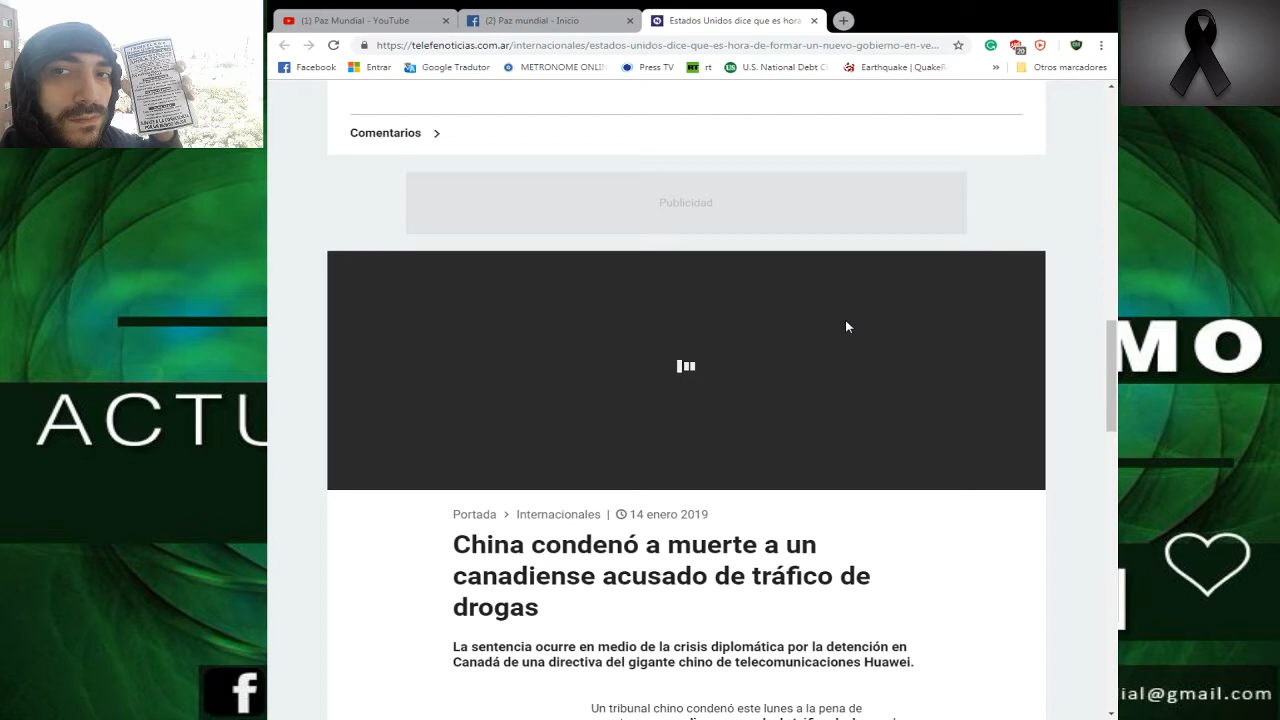 (1) Paz Mundial - YouTube
(2) Paz mundial - Inicio
Estados Unidos dice que es hora
https://telefenoticias.com.ar/internacionales/estados-unidos-dice-que-es-hora-de-formar-un-nuevo-gobierno-en-ve...
20
Facebook
Entrar
Google Tradutor
METRONOME ONLIN
Press TV
RT rt
US U.S. National Debt C
Earthquake | QuakeR
»
Otros marcadores
Comentarios
Publicidad
MO
ACTU
Portada > Internacionales | 14 enero 2019
China condenó a muerte a un
canadiense acusado de tráfico de
drogas
La sentencia ocurre en medio de la crisis diplomática por la detención en
Canadá de una directiva del gigante chino de telecomunicaciones Huawei.
Un tribunal chino condenó este lunes a la pena de
f
ial@gmail.com